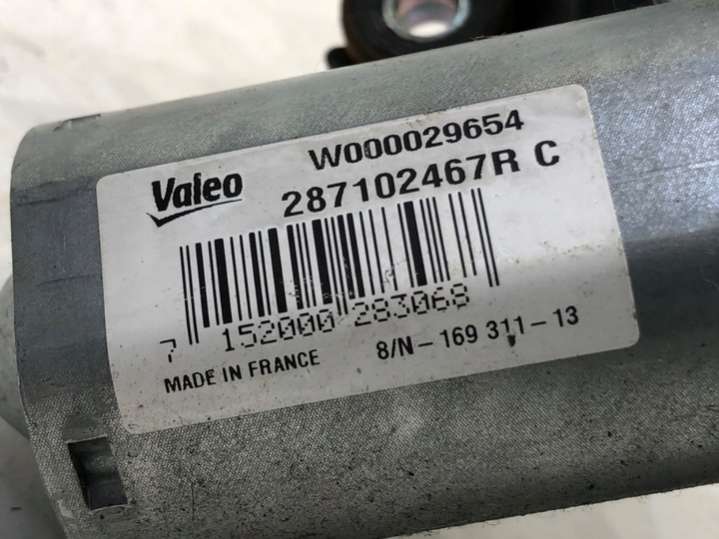 W000029654
Valeo
287102467R C
7 152000 283068
MADE IN FRANCE
8/N-169 311-13